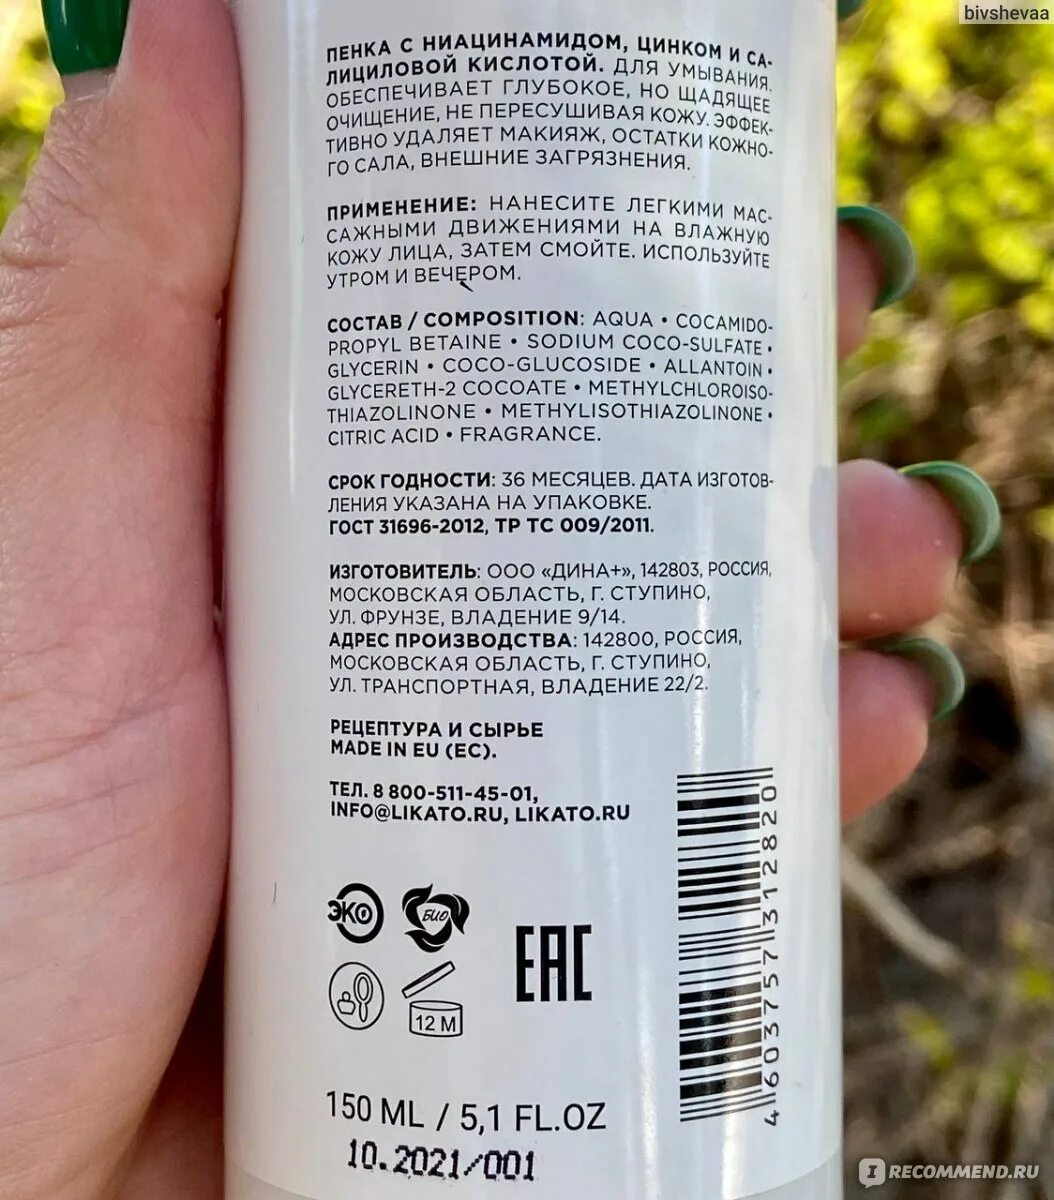 bivshevaa
ПЕНКА С НИАЦИНАМИДОМ, ЦИНКОМ И СА-
ЛИЦИЛОВОЙ КИСЛОТОЙ. ДЛЯ УМЫВАНИЯ.
ОБЕСПЕЧИВАЕТ ГЛУБОКОЕ, НО ЩАДЯЩЕЕ
ОЧИЩЕНИЕ, НЕ ПЕРЕСУШИВАЯ КОЖУ. ЭФФЕК-
ТИВНО УДАЛЯЕТ МАКИЯЖ, ОСТАТКИ КОЖНО-
ГО САЛА, ВНЕШНИЕ ЗАГРЯЗНЕНИЯ.
ПРИМЕНЕНИЕ: НАНЕСИТЕ ЛЕГКИМИ МАС-
САЖНЫМИ ДВИЖЕНИЯМИ НА ВЛАЖНУЮ
КОЖУ ЛИЦА, ЗАТЕМ СМОЙТЕ. ИСПОЛЬЗУЙТЕ
УТРОМ И ВЕЧЕРОМ.
СОСТАВ / COMPOSITION: AQUA • COCAMIDO-
PROPYL BETAINE • SODIUM COCO-SULFATE •
GLYCERIN • COCO-GLUCOSIDE • ALLANTOIN •
GLYCERETH-2 COCOATE • METHYLCHLOROISO-
THIAZOLINONE • METHYLISOTHIAZOLINONE •
CITRIC ACID • FRAGRANCE.
СРОК ГОДНОСТИ: 36 МЕСЯЦЕВ. ДАТА ИЗГОТОВ-
ЛЕНИЯ УКАЗАНА НА УПАКОВКЕ.
ГОСТ 31696-2012, ТР ТС 009/2011.
ИЗГОТОВИТЕЛЬ: ООО «ДИНА+», 142803, РОССИЯ,
МОСКОВСКАЯ ОБЛАСТЬ, Г. СТУПИНО,
УЛ. ФРУНЗЕ, ВЛАДЕНИЕ 9/14.
АДРЕС ПРОИЗВОДСТВА: 142800, РОССИЯ,
МОСКОВСКАЯ ОБЛАСТЬ, Г. СТУПИНО,
УЛ. ТРАНСПОРТНАЯ, ВЛАДЕНИЕ 22/2.
РЕЦЕПТУРА И СЫРЬЕ
MADE IN EU (ЕС).
ТЕЛ. 8 800-511-45-01,
INFO@LIKATO.RU, LIKATO.RU
4603757312820
ЭКО
БИО
EAC
12 М
150 ML / 5,1 FL.OZ
10.2021/001
IRECOMMEND.RU